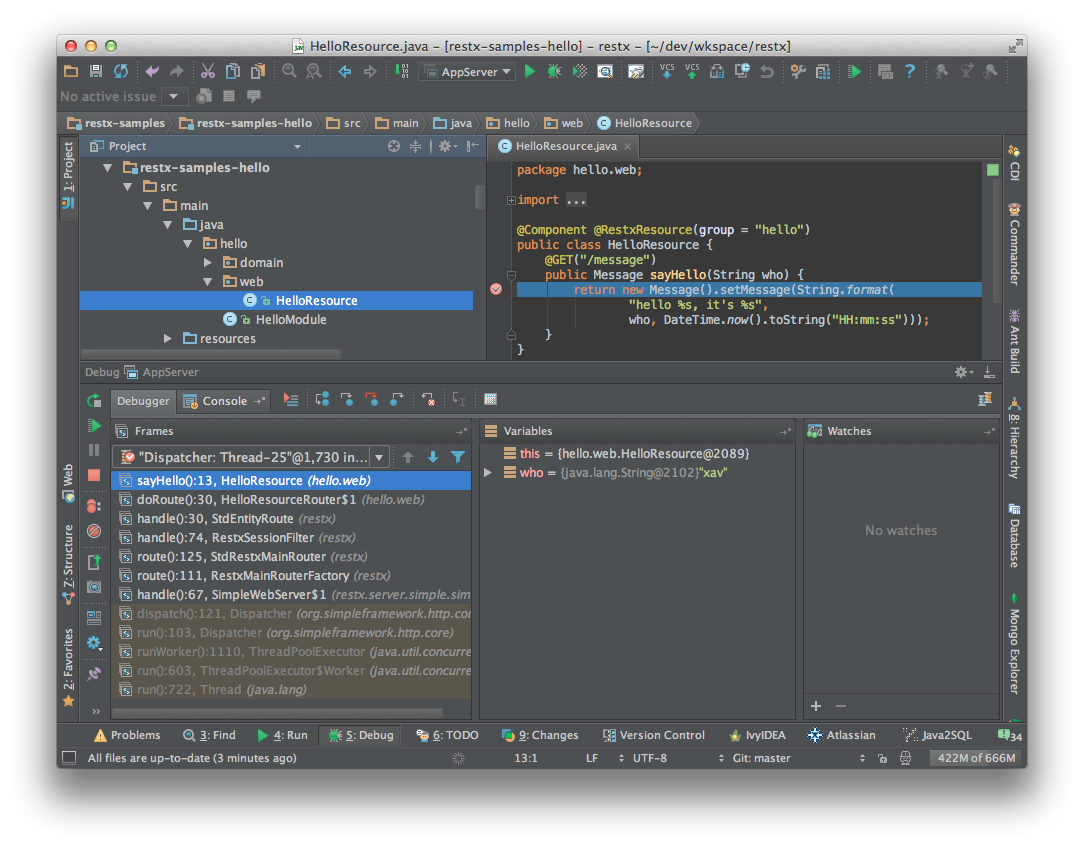 HelloResource.java – [restx-samples-hello] – restx – [~/dev/wkspace/restx]
AppServer
VCS VCS
No active issue
restx-samples restx-samples-hello src main java hello web HelloResource
1: Project
Project
restx-samples-hello
src
main
java
hello
domain
web
HelloResource
HelloModule
resources
HelloResource.java
package hello.web;
import ...
@Component @RestxResource(group = "hello")
public class HelloResource {
@GET("/message")
public Message sayHello(String who) {
return new Message().setMessage(String.format(
"hello %s, it's %s",
who, DateTime.now().toString("HH:mm:ss")));
}
}
CDI
Commander
Ant Build
8: Hierarchy
Database
Mongo Explorer
Debug AppServer
Debugger Console
Web
7: Structure
2: Favorites
Frames
"Dispatcher: Thread-25"@1,730 in...
sayHello():13, HelloResource (hello.web)
doRoute():30, HelloResourceRouter$1 (hello.web)
handle():30, StdEntityRoute (restx)
handle():74, RestxSessionFilter (restx)
route():125, StdRestxMainRouter (restx)
route():111, RestxMainRouterFactory (restx)
handle():67, SimpleWebServer$1 (restx.server.simple.sim
dispatch():121, Dispatcher (org.simpleframework.http.cor
run():103, Dispatcher (org.simpleframework.http.core)
runWorker():1110, ThreadPoolExecutor (java.util.concurre
run():603, ThreadPoolExecutor$Worker (java.util.concurre
run():722, Thread (java.lang)
Variables
this = {hello.web.HelloResource@2089}
who = {java.lang.String@2102}"xav"
Watches
No watches
Problems 3: Find 4: Run 5: Debug 6: TODO 9: Changes Version Control IvyIDEA Atlassian Java2SQL 34
All files are up-to-date (3 minutes ago) 13:1 LF UTF-8 Git: master 422M of 666M